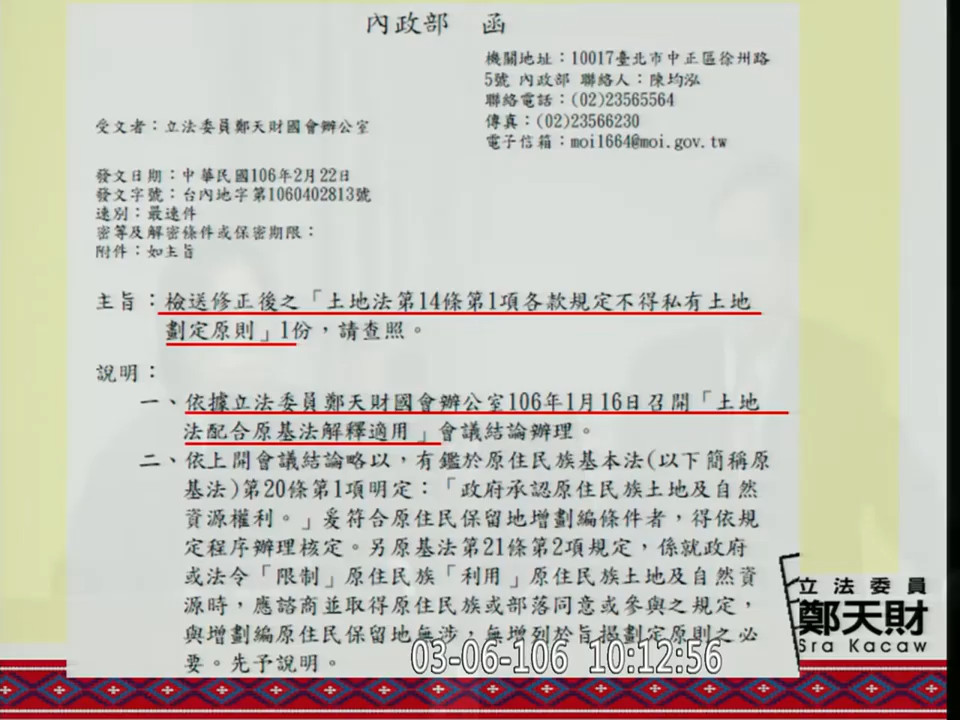 內政部 函
機關地址：10017臺北市中正區徐州路
5號 內政部 聯絡人：陳均泓
聯絡電話：(02)23565564
傳真：(02)23566230
電子信箱：moi1664@moi.gov.tw
受文者：立法委員鄭天財國會辦公室
發文日期：中華民國106年2月22日
發文字號：台內地字第1060402813號
速別：最速件
密等及解密條件或保密期限：
附件：如主旨
主旨：檢送修正後之「土地法第14條第1項各款規定不得私有土地
劃定原則」1份，請查照。
說明：
一、依據立法委員鄭天財國會辦公室106年1月16日召開「土地
法配合原基法解釋適用」會議結論辦理。
二、依上開會議結論略以，有鑑於原住民族基本法(以下簡稱原
基法)第20條第1項明定：「政府承認原住民族土地及自然
資源權利。」爰符合原住民保留地增劃編條件者，得依規
定程序辦理核定。另原基法第21條第2項規定，係就政府
或法令「限制」原住民族「利用」原住民族土地及自然資
源時，應諮商並取得原住民族或部落同意或參與之規定，
與增劃編原住民保留地無涉，無增列於旨揭劃定原則之必
要。先予說明。
立法委員
鄭天財
Sra Kacaw
03-06-106 10:12:56